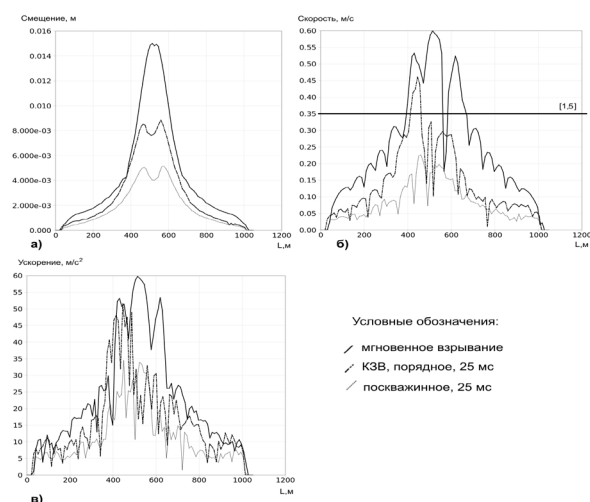 Смещение, м
0.016
0.014
0.012
0.010
8.000e-03
6.000e-03
4.000e-03
2.000e-03
0.000
0 200 400 600 800 1000 1200
L,м
а)
Скорость, м/с
0.60
0.55
0.50
0.45
0.40
0.35
0.30
0.25
0.20
0.15
0.10
0.05
0.00
[1,5]
0 200 400 600 800 1000 1200
L,м
б)
Ускорение, м/с²
60
55
50
45
40
35
30
25
20
15
10
5
0
0 200 400 600 800 1000 1200
L,м
в)
Условные обозначения:
мгновенное взрывание
КЗВ, порядное, 25 мс
поскважинное, 25 мс